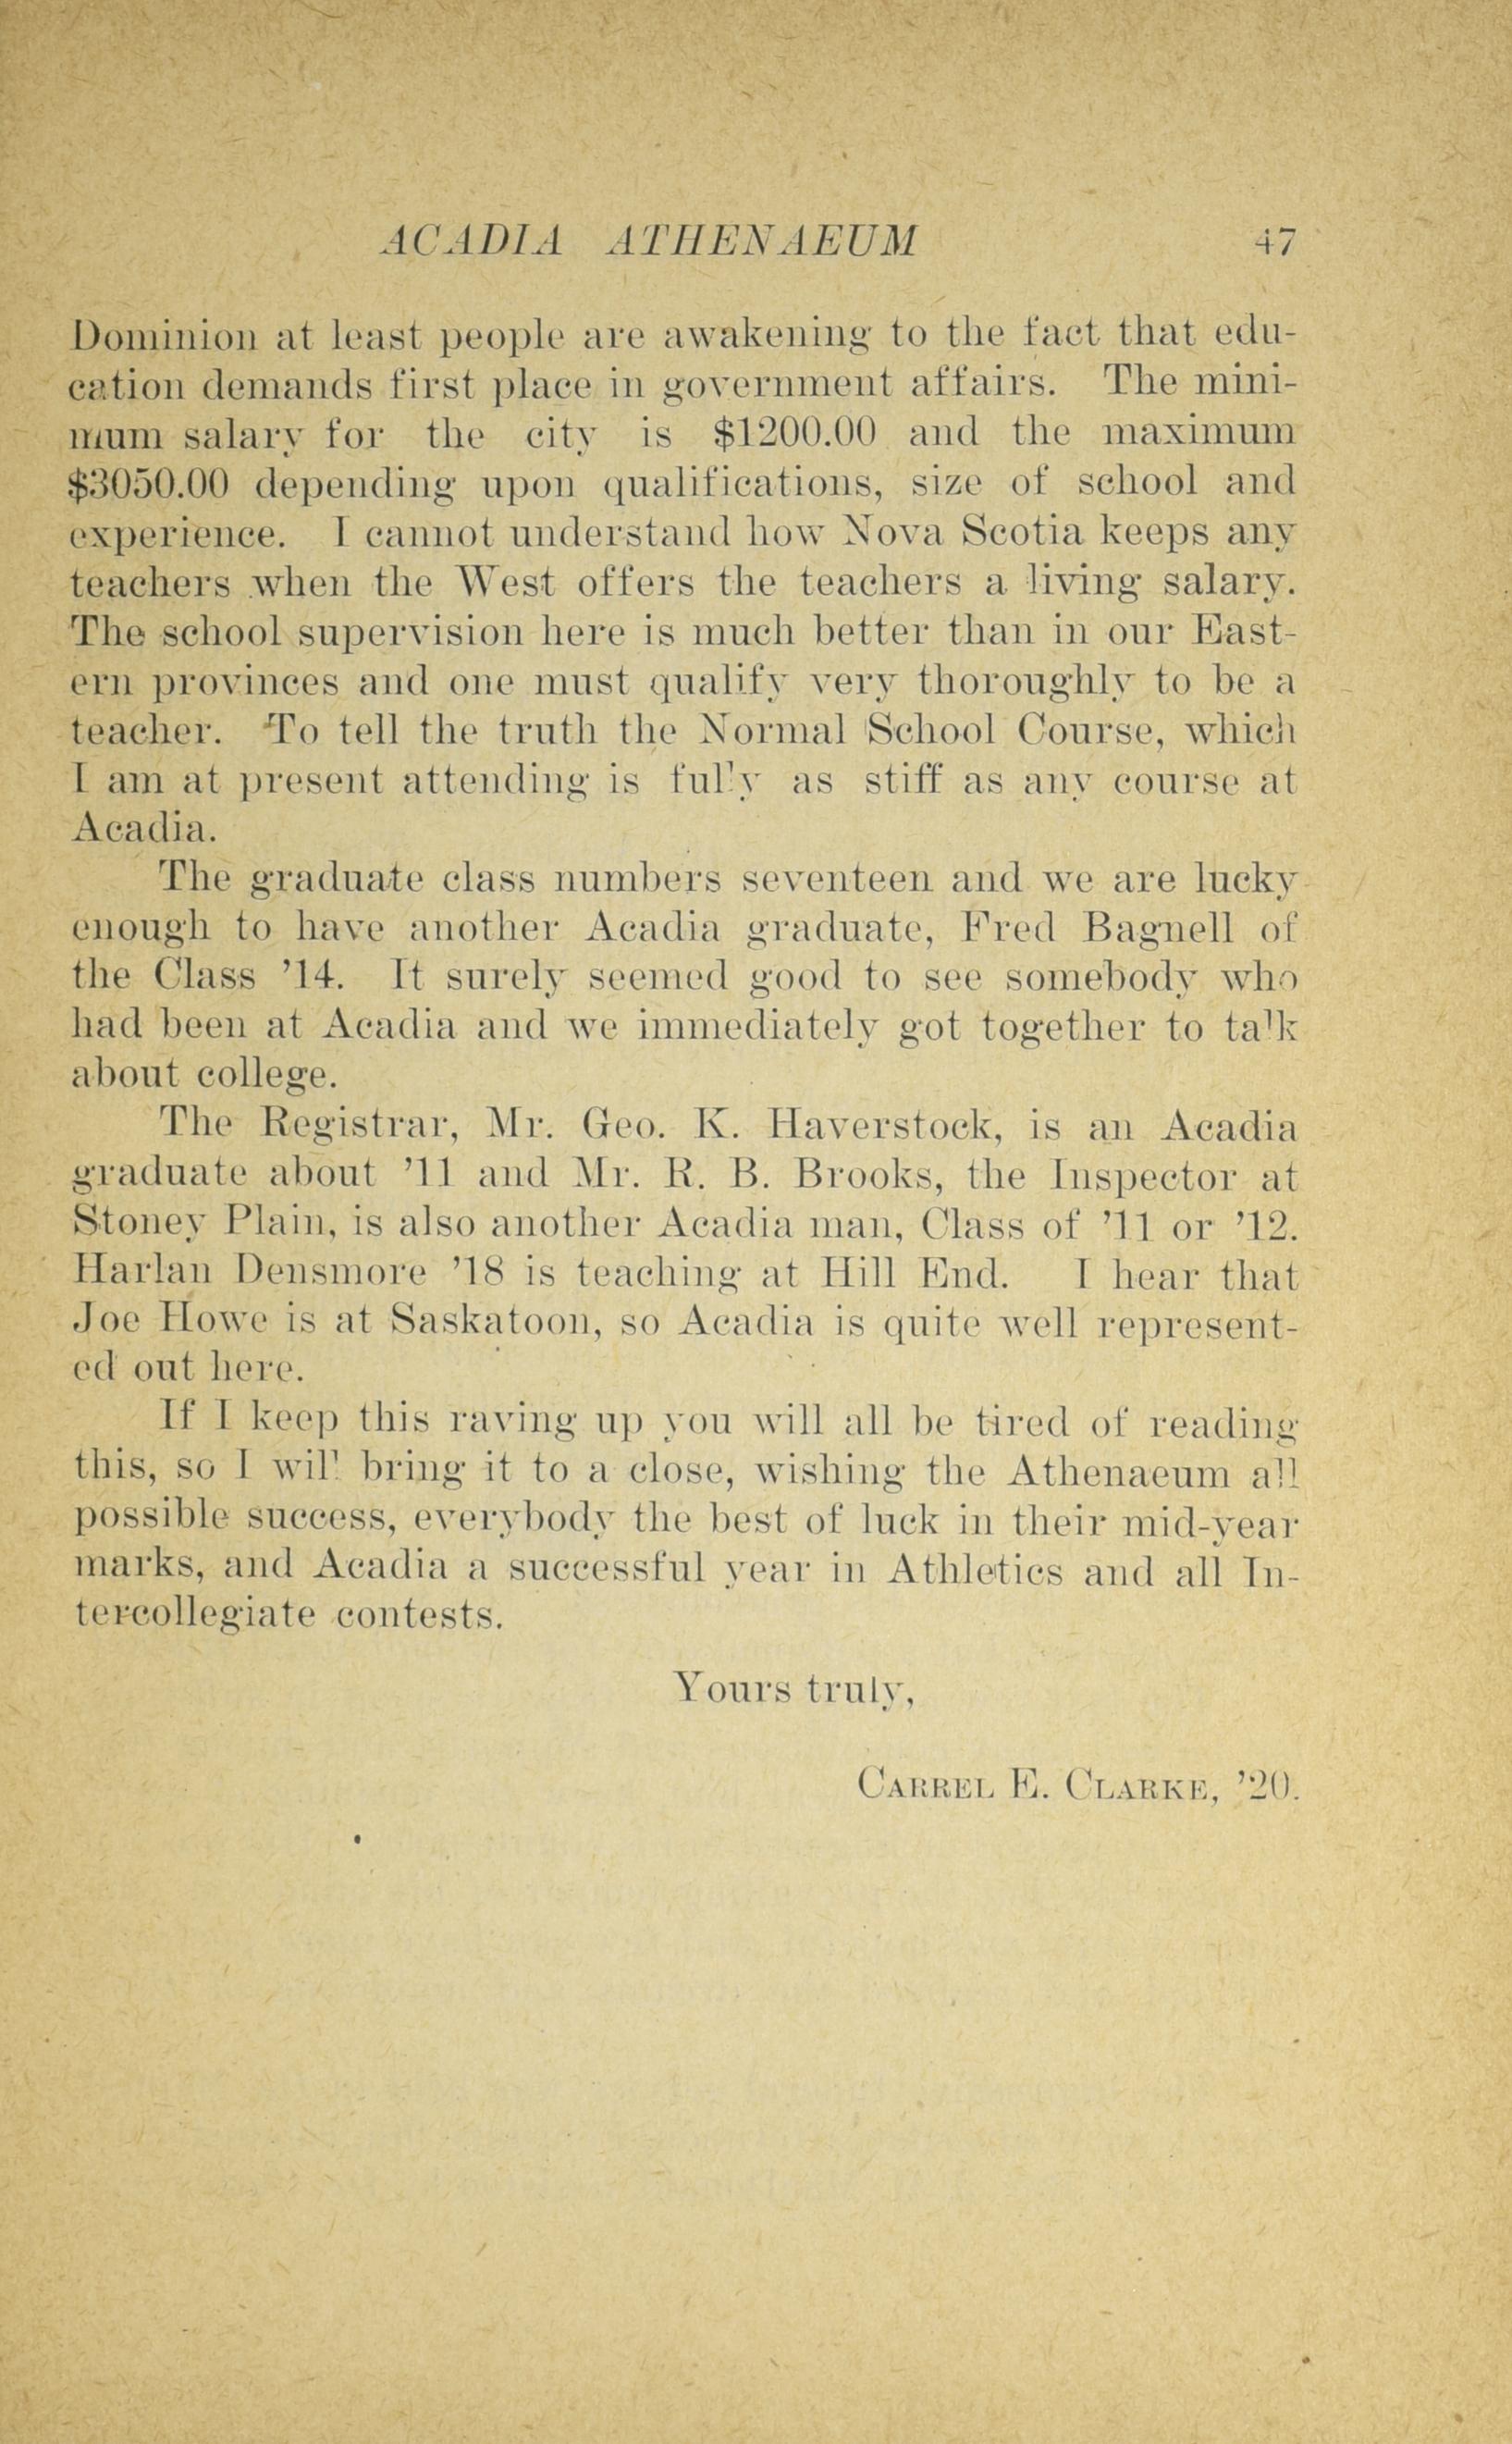 ACADIA ATHENAEUM 47
Dominion at least people are awakening to the fact that edu-
cation demands first place in government affairs. The mini-
mum salary for the city is $1200.00 and the maximum
$3050.00 depending upon qualifications, size of school and
experience. I cannot understand how Nova Scotia keeps any
teachers when the West offers the teachers a living salary.
The school supervision here is much better than in our East-
ern provinces and one must qualify very thoroughly to be a
teacher. To tell the truth the Normal School Course, which
I am at present attending is fully as stiff as any course at
Acadia.
The graduate class numbers seventeen and we are lucky
enough to have another Acadia graduate, Fred Bagnell of
the Class ’14. It surely seemed good to see somebody who
had been at Acadia and we immediately got together to talk
about college.
The Registrar, Mr. Geo. K. Haverstock, is an Acadia
graduate about ’11 and Mr. R. B. Brooks, the Inspector at
Stoney Plain, is also another Acadia man, Class of ’11 or ’12.
Harlan Densmore ’18 is teaching at Hill End. I hear that
Joe Howe is at Saskatoon, so Acadia is quite well represent-
ed out here.
If I keep this raving up you will all be tired of reading
this, so I will bring it to a close, wishing the Athenaeum all
possible success, everybody the best of luck in their mid-year
marks, and Acadia a successful year in Athletics and all In-
tercollegiate contests.
Yours truly,
CARREL E. CLARKE, ’20.